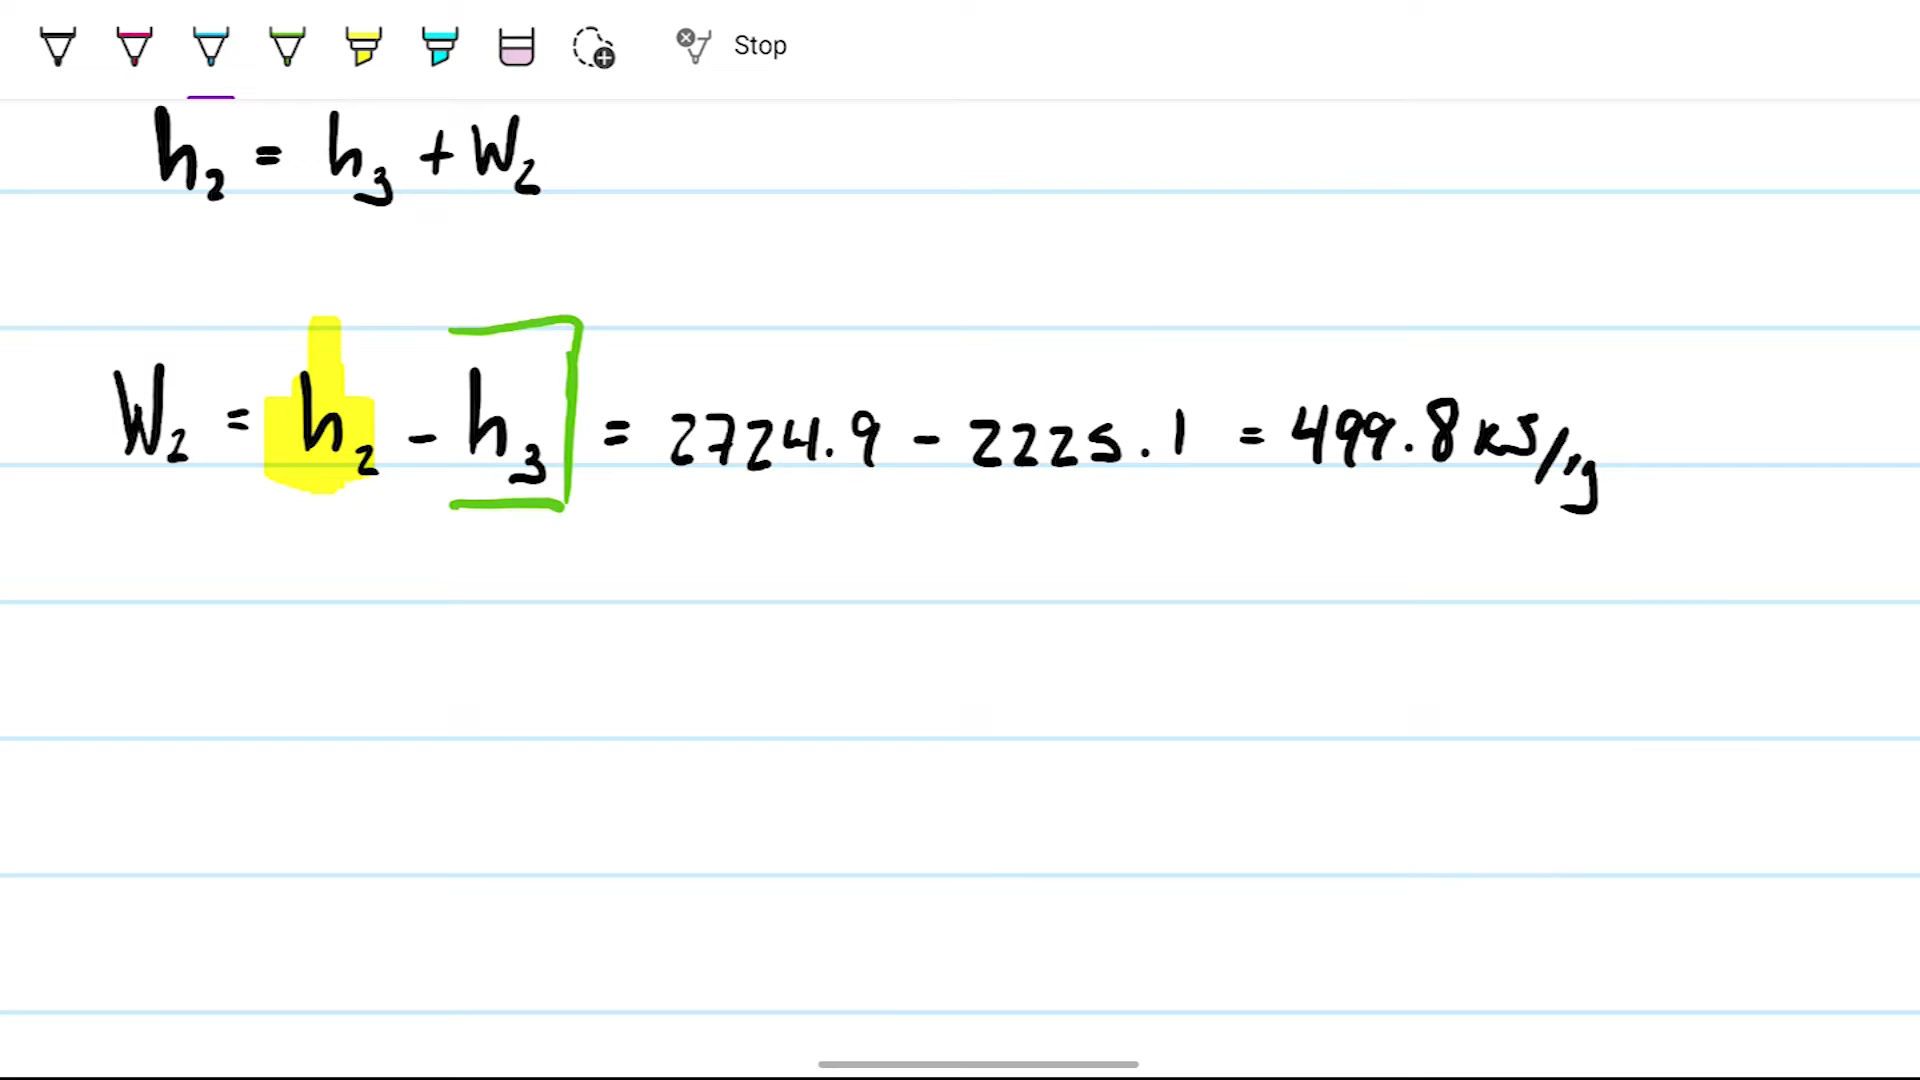 Stop
h₂ = h₃ + W₂
W₂ = h₂ - h₃ = 2724.9 - 2225.1 = 499.8 kJ/kg